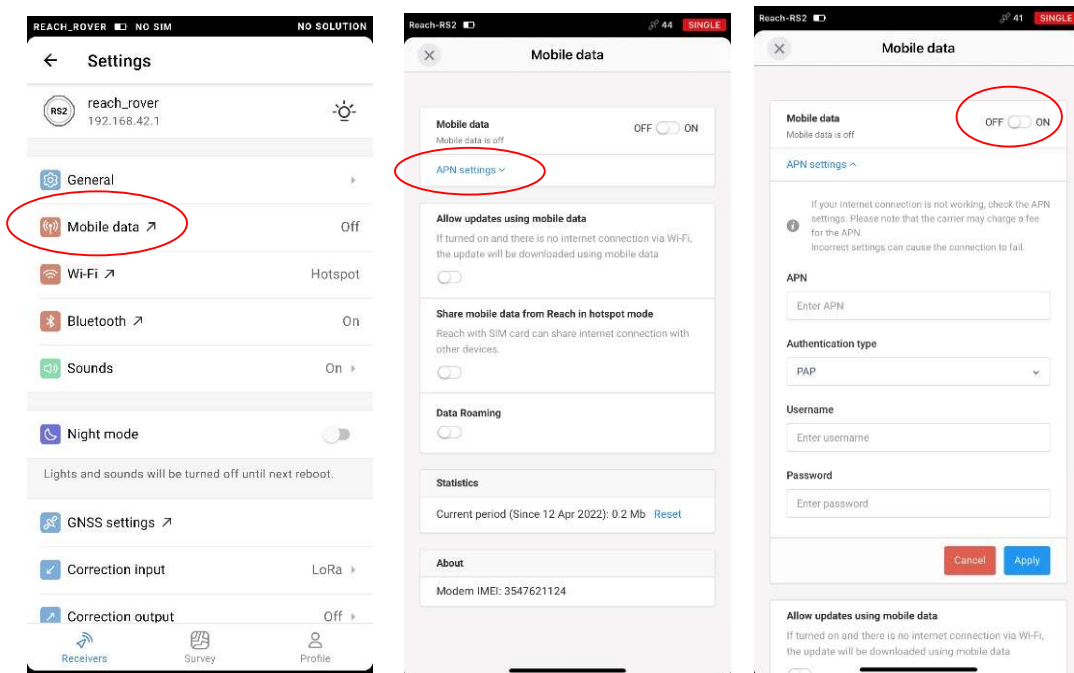 REACH_ROVER NO SIM NO SOLUTION
Settings
RS2
reach_rover
192.168.42.1
General
Mobile data Off
Wi-Fi Hotspot
Bluetooth On
Sounds On
Night mode
Lights and sounds will be turned off until next reboot.
GNSS settings
Correction input LoRa
Correction output Off
Receivers Survey Profile
Reach-RS2 44 SINGLE
Mobile data
Mobile data OFF ON
Mobile data is off
APN settings
Allow updates using mobile data
If turned on and there is no internet connection via Wi-Fi,
the update will be downloaded using mobile data
Share mobile data from Reach in hotspot mode
Reach with SIM card can share internet connection with
other devices.
Data Roaming
Statistics
Current period (Since 12 Apr 2022): 0.2 Mb Reset
About
Modem IMEI: 3547621124
Reach-RS2 41 SINGLE
Mobile data
Mobile data OFF ON
Mobile data is off
APN settings
If your internet connection is not working, check the APN
settings. Please note that the carrier may charge a fee
for the APN.
Incorrect settings can cause the connection to fail.
APN
Enter APN
Authentication type
PAP
Username
Enter username
Password
Enter password
Cancel Apply
Allow updates using mobile data
If turned on and there is no internet connection via Wi-Fi,
the update will be downloaded using mobile data